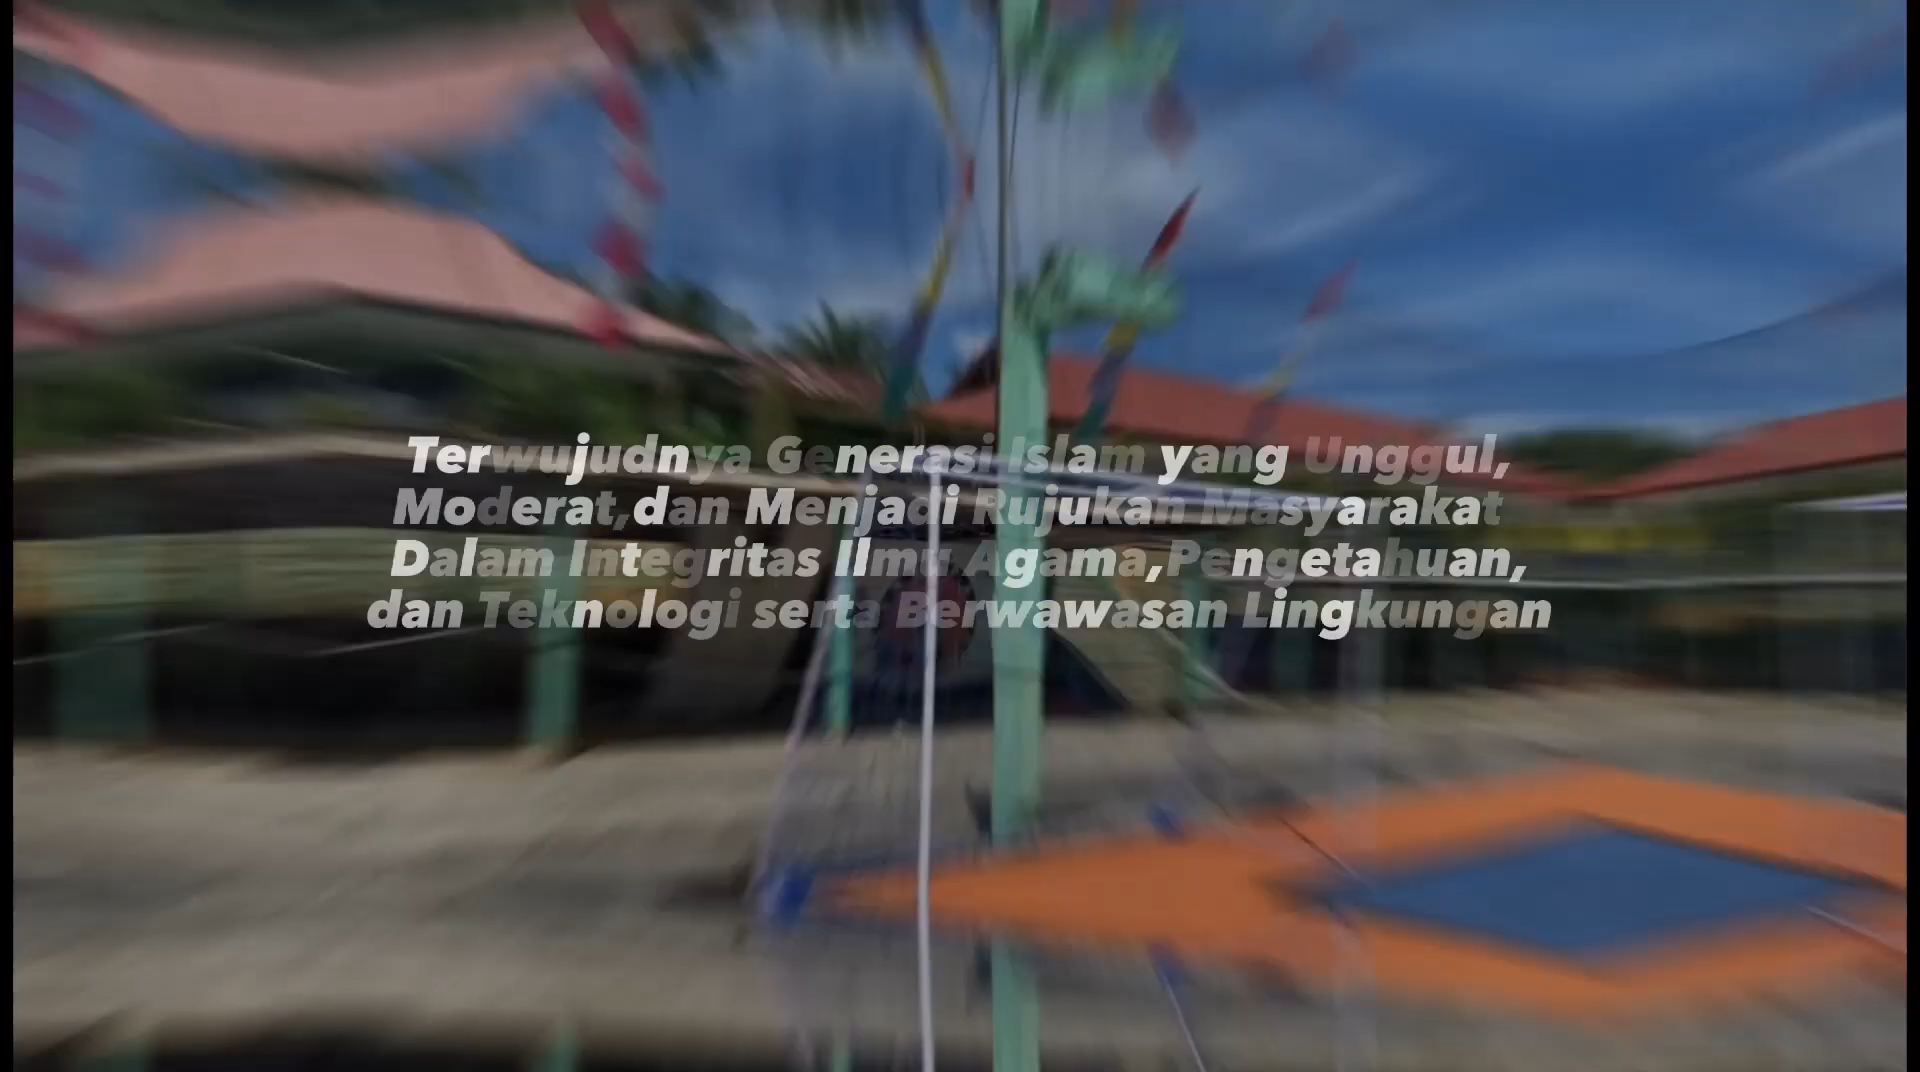 Terwujudnya Generasi Islam yang Unggul,
Moderat,dan Menjadi Rujukan Masyarakat
Dalam Integritas Ilmu Agama,Pengetahuan,
dan Teknologi serta Berwawasan Lingkungan